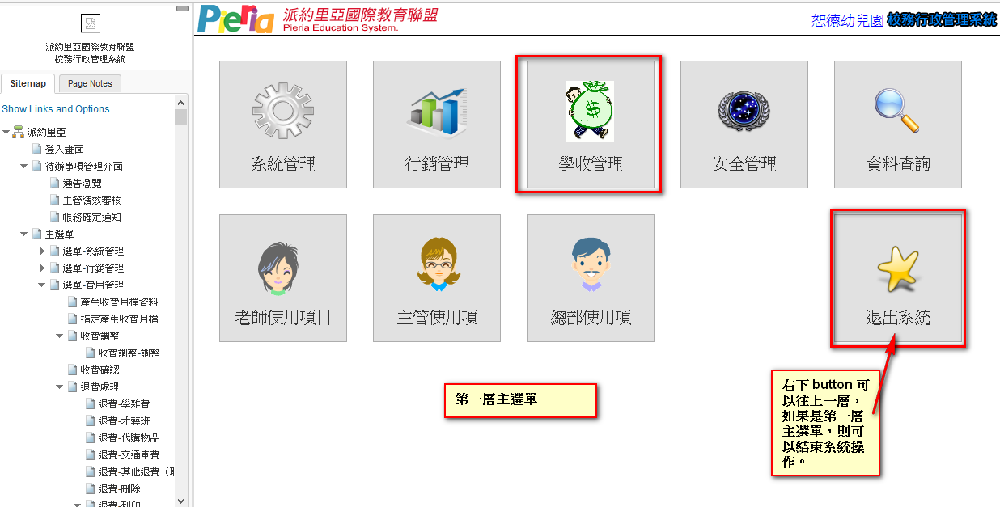 派約里亞國際教育聯盟
校務行政管理系統
Sitemap
Page Notes
Show Links and Options
派約里亞
登入畫面
待辦事項管理介面
通告瀏覽
主管績效審核
帳務確定通知
主選單
選單-系統管理
選單-行銷管理
選單-費用管理
產生收費月檔資料
指定產生收費月檔
收費調整
收費調整-調整
收費確認
退費處理
退費-學雜費
退費-才藝班
退費-代購物品
退費-交通車費
退費-其他退費（取
退費-刪除
退費-列印
Pieria 派約里亞國際教育聯盟
Pieria Education System.
恕德幼兒園 校務行政管理系統
系統管理
行銷管理
$
學收管理
安全管理
資料查詢
老師使用項目
主管使用項
總部使用項
退出系統
第一層主選單
右下 button 可
以往上一層，
如果是第一層
主選單，則可
以結束系統操
作。